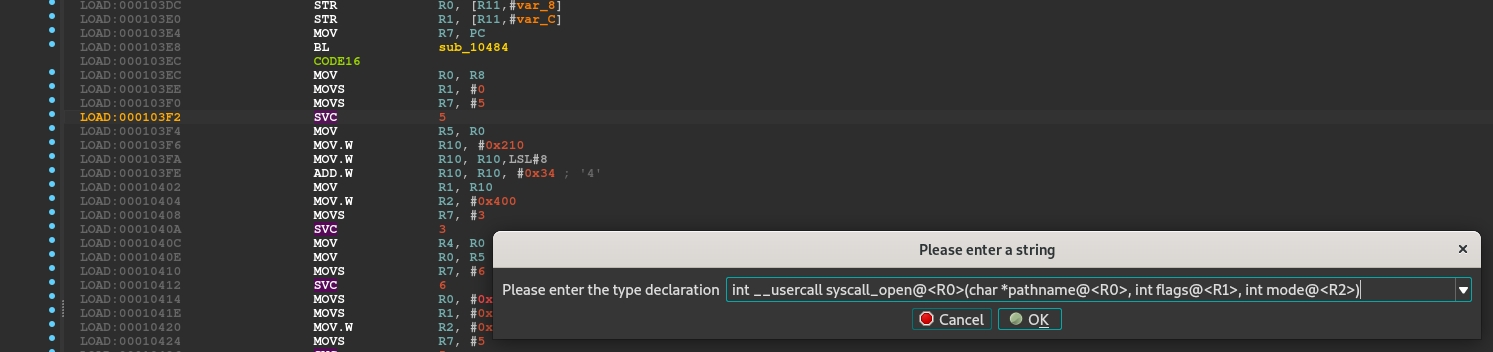 LOAD:000103DC STR R0, [R11,#var_8]
LOAD:000103E0 STR R1, [R11,#var_C]
LOAD:000103E4 MOV R7, PC
LOAD:000103E8 BL sub_10484
LOAD:000103EC CODE16
LOAD:000103EC MOV R0, R8
LOAD:000103EE MOVS R1, #0
LOAD:000103F0 MOVS R7, #5
LOAD:000103F2 SVC 5
LOAD:000103F4 MOV R5, R0
LOAD:000103F6 MOV.W R10, #0x210
LOAD:000103FA MOV.W R10, R10,LSL#8
LOAD:000103FE ADD.W R10, R10, #0x34 ; '4'
LOAD:00010402 MOV R1, R10
LOAD:00010404 MOV.W R2, #0x400
LOAD:00010408 MOVS R7, #3
LOAD:0001040A SVC 3
LOAD:0001040C MOV R4, R0
LOAD:0001040E MOV R0, R5
LOAD:00010410 MOVS R7, #6
LOAD:00010412 SVC 6
LOAD:00010414 MOVS R0, #0x
LOAD:0001041E MOVS R1, #0x
LOAD:00010420 MOV.W R2, #0x
LOAD:00010424 MOVS R7, #5
Please enter a string
×
Please enter the type declaration int __usercall syscall_open@<R0>(char *pathname@<R0>, int flags@<R1>, int mode@<R2>)
Cancel OK